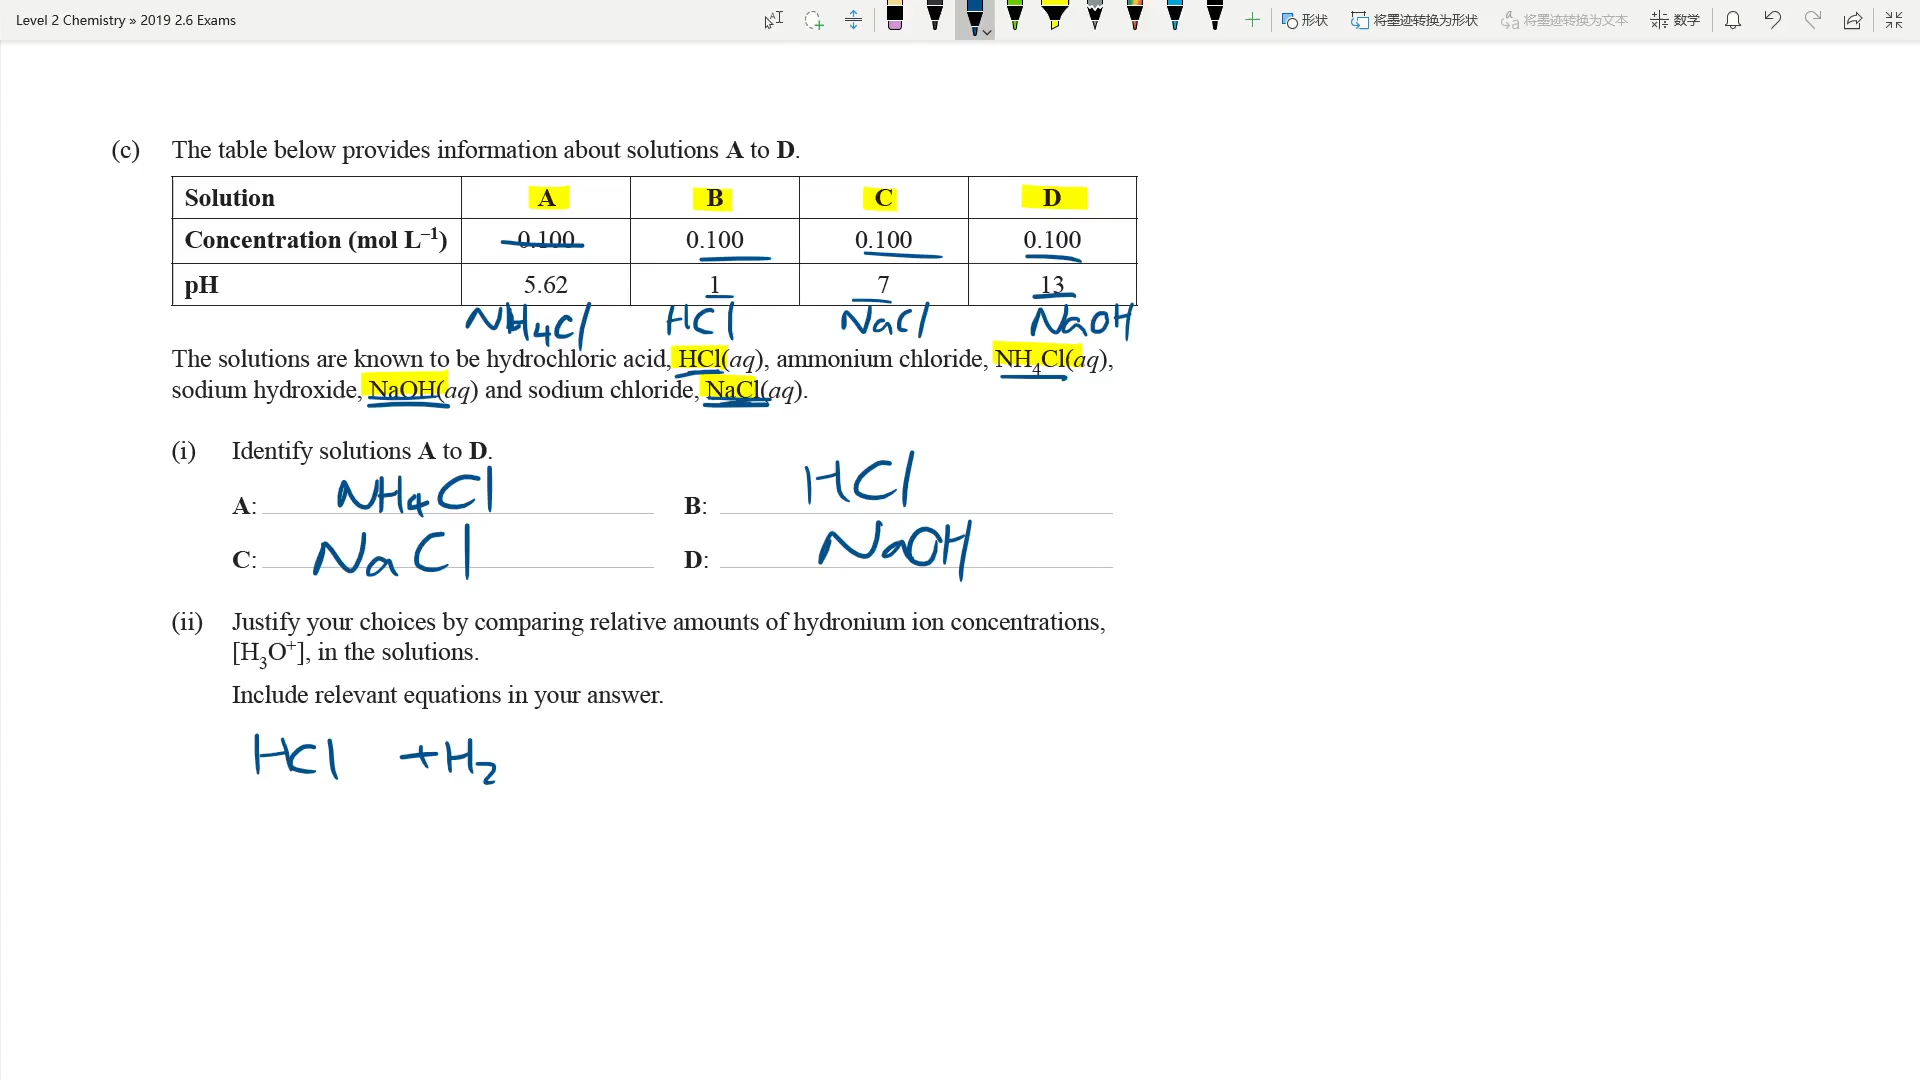 Level 2 Chemistry » 2019 2.6 Exams
形状 将墨迹转换为形状 将墨迹转换为文本 数学
(c) The table below provides information about solutions A to D.
Solution A B C D
Concentration (mol L⁻¹) 0.100 0.100 0.100 0.100
pH 5.62 1 7 13
NH₄Cl HCl NaCl NaOH
The solutions are known to be hydrochloric acid, HCl(aq), ammonium chloride, NH₄Cl(aq),
sodium hydroxide, NaOH(aq) and sodium chloride, NaCl(aq).
(i) Identify solutions A to D.
A: NH₄Cl B: HCl
C: NaCl D: NaOH
(ii) Justify your choices by comparing relative amounts of hydronium ion concentrations,
[H₃O⁺], in the solutions.
Include relevant equations in your answer.
HCl + H₂